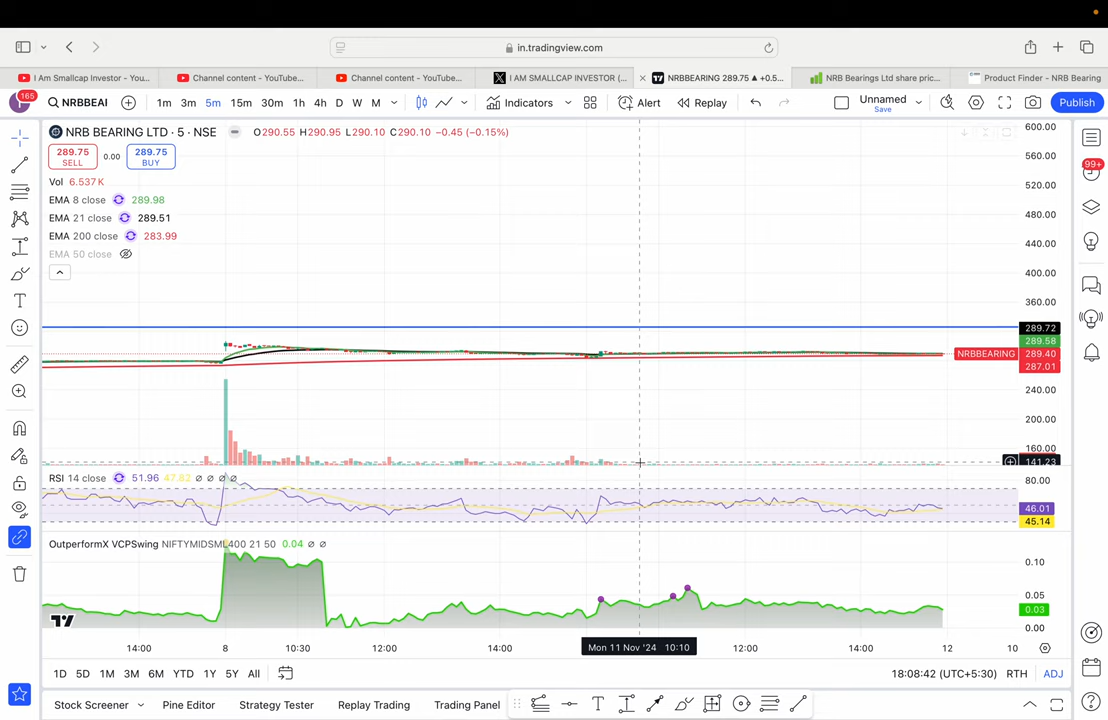 in.tradingview.com
I Am Smallcap Investor - You...
Channel content - YouTube...
Channel content - YouTube...
I AM SMALLCAP INVESTOR (...
NRBBEARING 289.75 ▲ +0.5...
NRB Bearings Ltd share pric...
Product Finder - NRB Bearing
165
NRBBEAI
1m 3m 5m 15m 30m 1h 4h D W M
Indicators
Alert
Replay
Unnamed
Save
Publish
NRB BEARING LTD · 5 · NSE
O290.55 H290.95 L290.10 C290.10 −0.45 (−0.15%)
289.75
SELL
0.00
289.75
BUY
Vol 6.537K
EMA 8 close 289.98
EMA 21 close 289.51
EMA 200 close 283.99
EMA 50 close
600.00
560.00
520.00
480.00
440.00
400.00
360.00
289.72
289.58
NRBBEARING 289.40
287.01
240.00
200.00
160.00
141.23
99+
RSI 14 close 51.96 47.82 ∅ ∅ ∅ ∅
80.00
46.01
45.14
OutperformX VCPSwing NIFTYMIDSML400 21 50 0.04 ∅ ∅
0.10
0.05
0.03
0.00
14:00 8 10:30 12:00 14:00 Mon 11 Nov '24 10:10 12:00 14:00 12 10
1D 5D 1M 3M 6M YTD 1Y 5Y All
18:08:42 (UTC+5:30) RTH ADJ
Stock Screener Pine Editor Strategy Tester Replay Trading Trading Panel